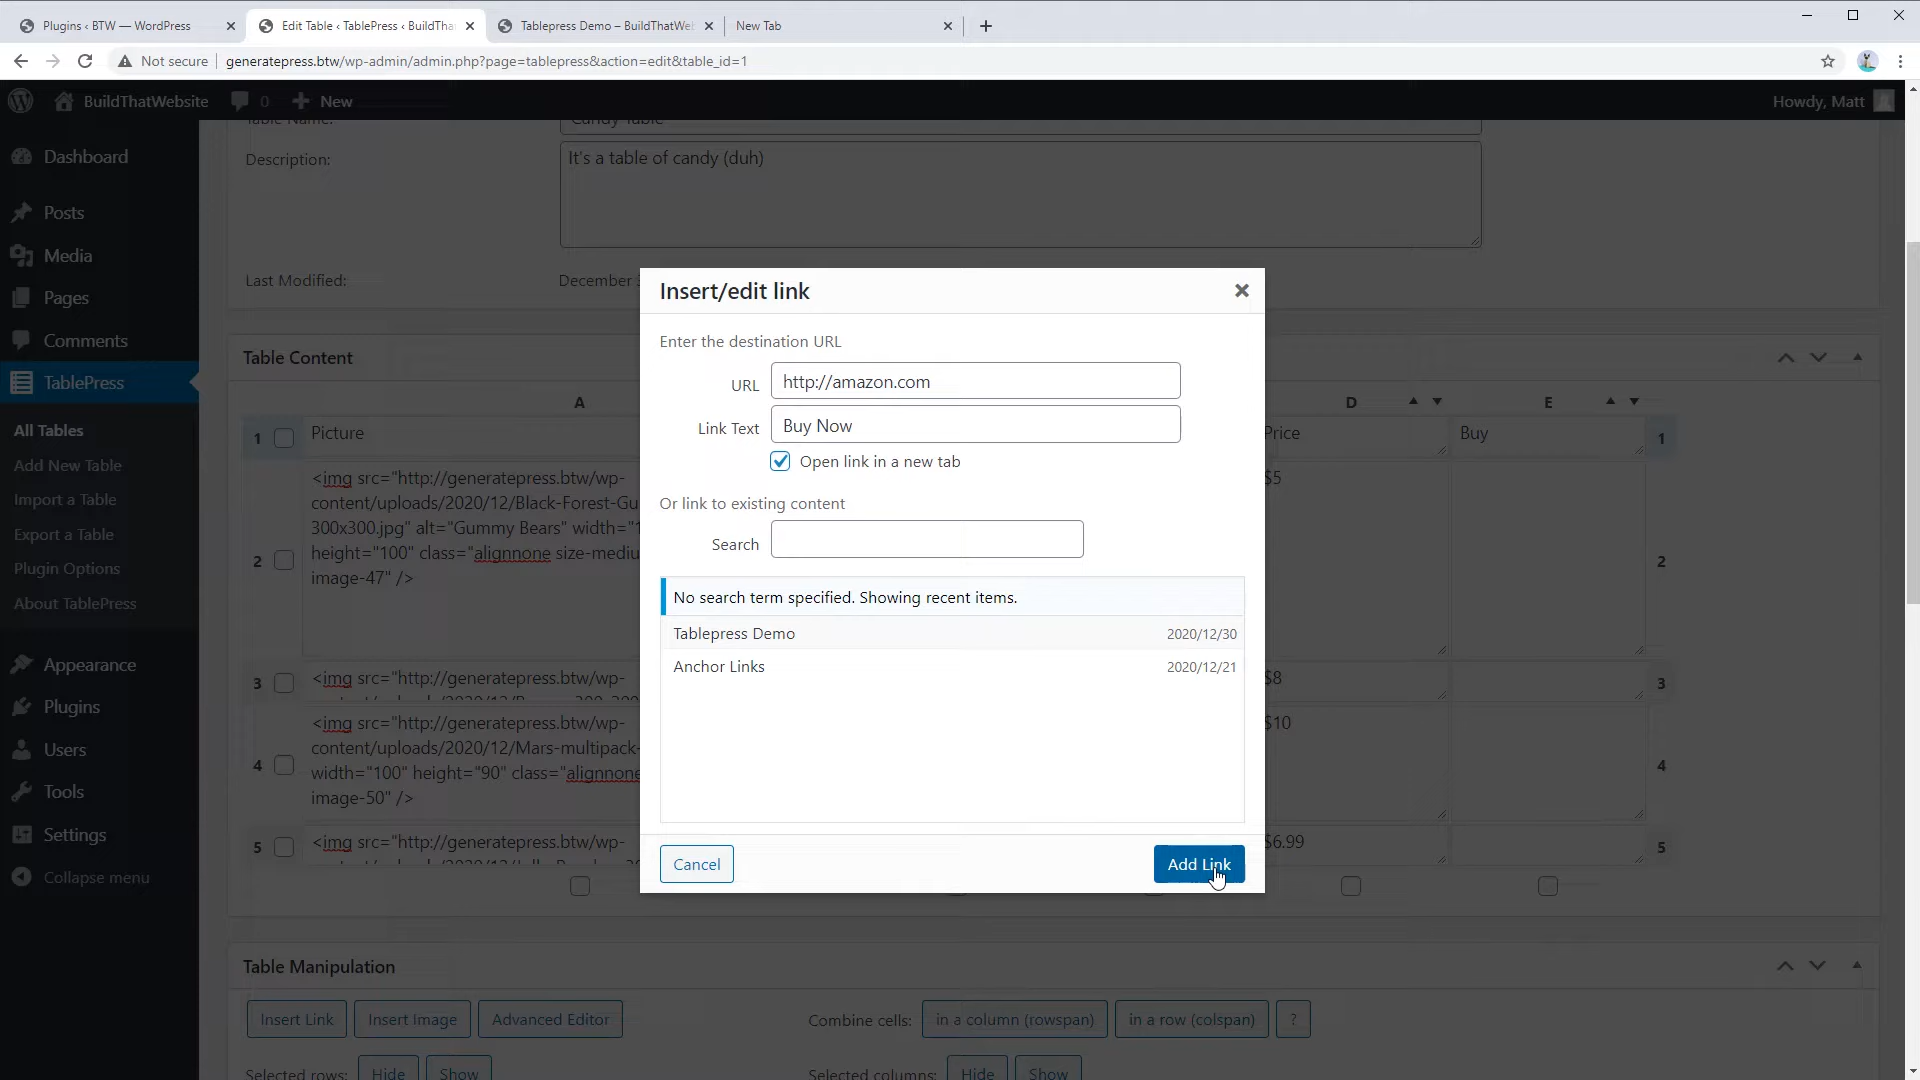 Plugins ‹ BTW — WordPress
Edit Table ‹ TablePress ‹ BuildTha
Tablepress Demo – BuildThatWe
New Tab
Not secure
generatepress.btw/wp-admin/admin.php?page=tablepress&action=edit&table_id=1
BuildThatWebsite
0
New
Howdy, Matt
Dashboard
Posts
Media
Pages
Comments
TablePress
All Tables
Add New Table
Import a Table
Export a Table
Plugin Options
About TablePress
Appearance
Plugins
Users
Tools
Settings
Collapse menu
Table Name:
Candy Table
Description:
It's a table of candy (duh)
Last Modified:
December
Table Content
A
D
E
1
Picture
Price
Buy
1
2
<img src="http://generatepress.btw/wp-
content/uploads/2020/12/Black-Forest-Gu
300x300.jpg" alt="Gummy Bears" width="1
height="100" class="alignnone size-mediu
image-47" />
$5
2
3
<img src="http://generatepress.btw/wp-
$8
3
4
<img src="http://generatepress.btw/wp-
content/uploads/2020/12/Mars-multipack-
width="100" height="90" class="alignnone
image-50" />
$10
4
5
<img src="http://generatepress.btw/wp-
$6.99
5
Insert/edit link
Enter the destination URL
URL
http://amazon.com
Link Text
Buy Now
Open link in a new tab
Or link to existing content
Search
No search term specified. Showing recent items.
Tablepress Demo
2020/12/30
Anchor Links
2020/12/21
Cancel
Add Link
Table Manipulation
Insert Link
Insert Image
Advanced Editor
Combine cells:
in a column (rowspan)
in a row (colspan)
?
Selected rows:
Hide
Show
Selected columns:
Hide
Show